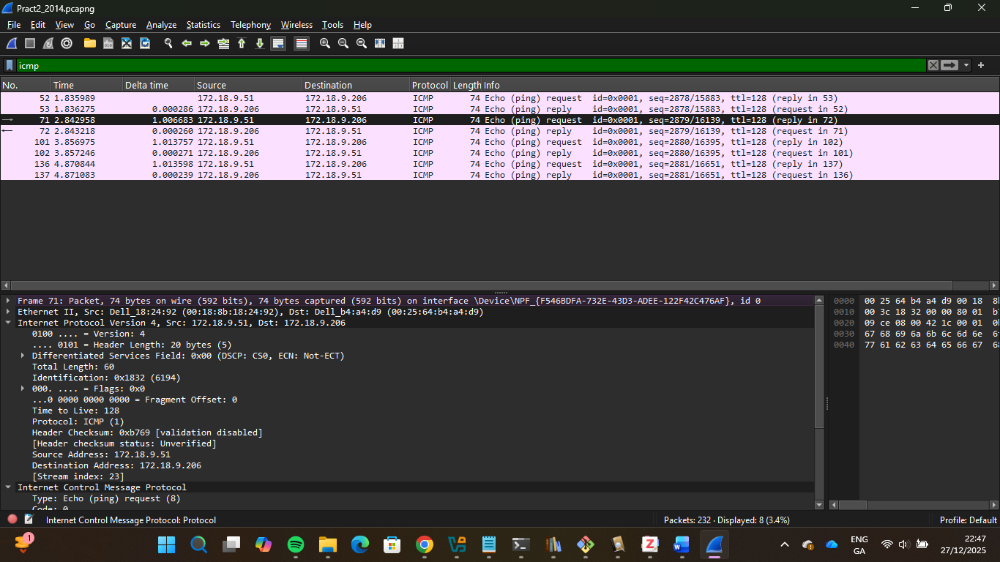 Pract2_2014.pcapng
File Edit View Go Capture Analyze Statistics Telephony Wireless Tools Help
icmp
No. Time Delta time Source Destination Protocol Length Info
52 1.835989 172.18.9.51 172.18.9.206 ICMP 74 Echo (ping) request id=0x0001, seq=2878/15883, ttl=128 (reply in 53)
53 1.836275 0.000286 172.18.9.206 172.18.9.51 ICMP 74 Echo (ping) reply id=0x0001, seq=2878/15883, ttl=128 (request in 52)
71 2.842958 1.006683 172.18.9.51 172.18.9.206 ICMP 74 Echo (ping) request id=0x0001, seq=2879/16139, ttl=128 (reply in 72)
72 2.843218 0.000260 172.18.9.206 172.18.9.51 ICMP 74 Echo (ping) reply id=0x0001, seq=2879/16139, ttl=128 (request in 71)
101 3.856975 1.013757 172.18.9.51 172.18.9.206 ICMP 74 Echo (ping) request id=0x0001, seq=2880/16395, ttl=128 (reply in 102)
102 3.857246 0.000271 172.18.9.206 172.18.9.51 ICMP 74 Echo (ping) reply id=0x0001, seq=2880/16395, ttl=128 (request in 101)
136 4.870844 1.013598 172.18.9.51 172.18.9.206 ICMP 74 Echo (ping) request id=0x0001, seq=2881/16651, ttl=128 (reply in 137)
137 4.871083 0.000239 172.18.9.206 172.18.9.51 ICMP 74 Echo (ping) reply id=0x0001, seq=2881/16651, ttl=128 (request in 136)
Frame 71: Packet, 74 bytes on wire (592 bits), 74 bytes captured (592 bits) on interface \Device\NPF_{F546BDFA-732E-43D3-ADEE-122F42C476AF}, id 0
Ethernet II, Src: Dell_18:24:92 (00:18:8b:18:24:92), Dst: Dell_b4:a4:d9 (00:25:64:b4:a4:d9)
Internet Protocol Version 4, Src: 172.18.9.51, Dst: 172.18.9.206
0100 .... = Version: 4
.... 0101 = Header Length: 20 bytes (5)
Differentiated Services Field: 0x00 (DSCP: CS0, ECN: Not-ECT)
Total Length: 60
Identification: 0x1832 (6194)
000. .... = Flags: 0x0
...0 0000 0000 0000 = Fragment Offset: 0
Time to Live: 128
Protocol: ICMP (1)
Header Checksum: 0xb769 [validation disabled]
[Header checksum status: Unverified]
Source Address: 172.18.9.51
Destination Address: 172.18.9.206
[Stream index: 23]
Internet Control Message Protocol
Type: Echo (ping) request (8)
Code: 0
0000 00 25 64 b4 a4 d9 00 18
0010 00 3c 18 32 00 00 80 01
0020 09 ce 08 00 42 1c 00 01
0030 67 68 69 6a 6b 6c 6d 6e
0040 77 61 62 63 64 65 66 67
Internet Control Message Protocol: Protocol
Packets: 232 · Displayed: 8 (3.4%)
Profile: Default
1
ENG
GA
22:47
27/12/2025